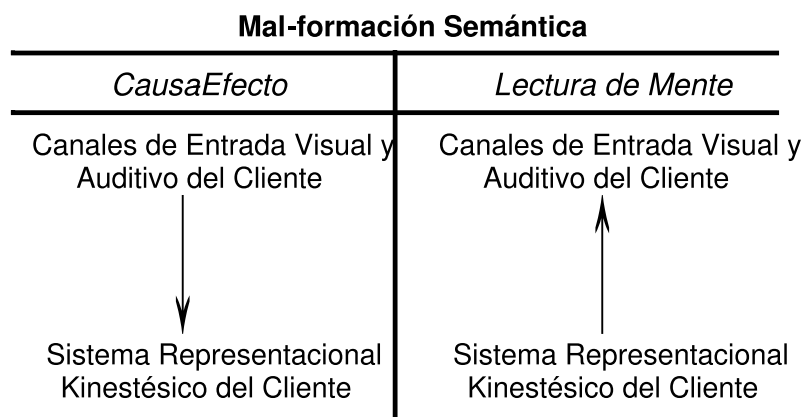 Mal-formación Semántica
CausaEfecto
Lectura de Mente
Canales de Entrada Visual y
Auditivo del Cliente
Canales de Entrada Visual y
Auditivo del Cliente
Sistema Representacional
Kinestésico del Cliente
Sistema Representacional
Kinestésico del Cliente